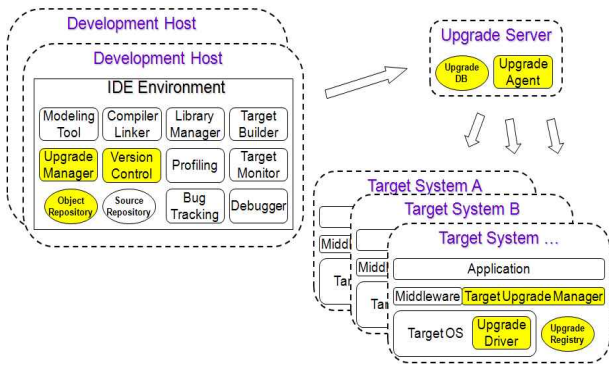 Development Host
Development Host
IDE Environment
Modeling Tool
Compiler Linker
Library Manager
Target Builder
Upgrade Manager
Version Control
Profiling
Target Monitor
Object Repository
Source Repository
Bug Tracking
Debugger
Upgrade Server
Upgrade DB
Upgrade Agent
Target System A
Target System B
Target System …
Application
Middleware
Target Upgrade Manager
Target OS
Upgrade Driver
Upgrade Registry